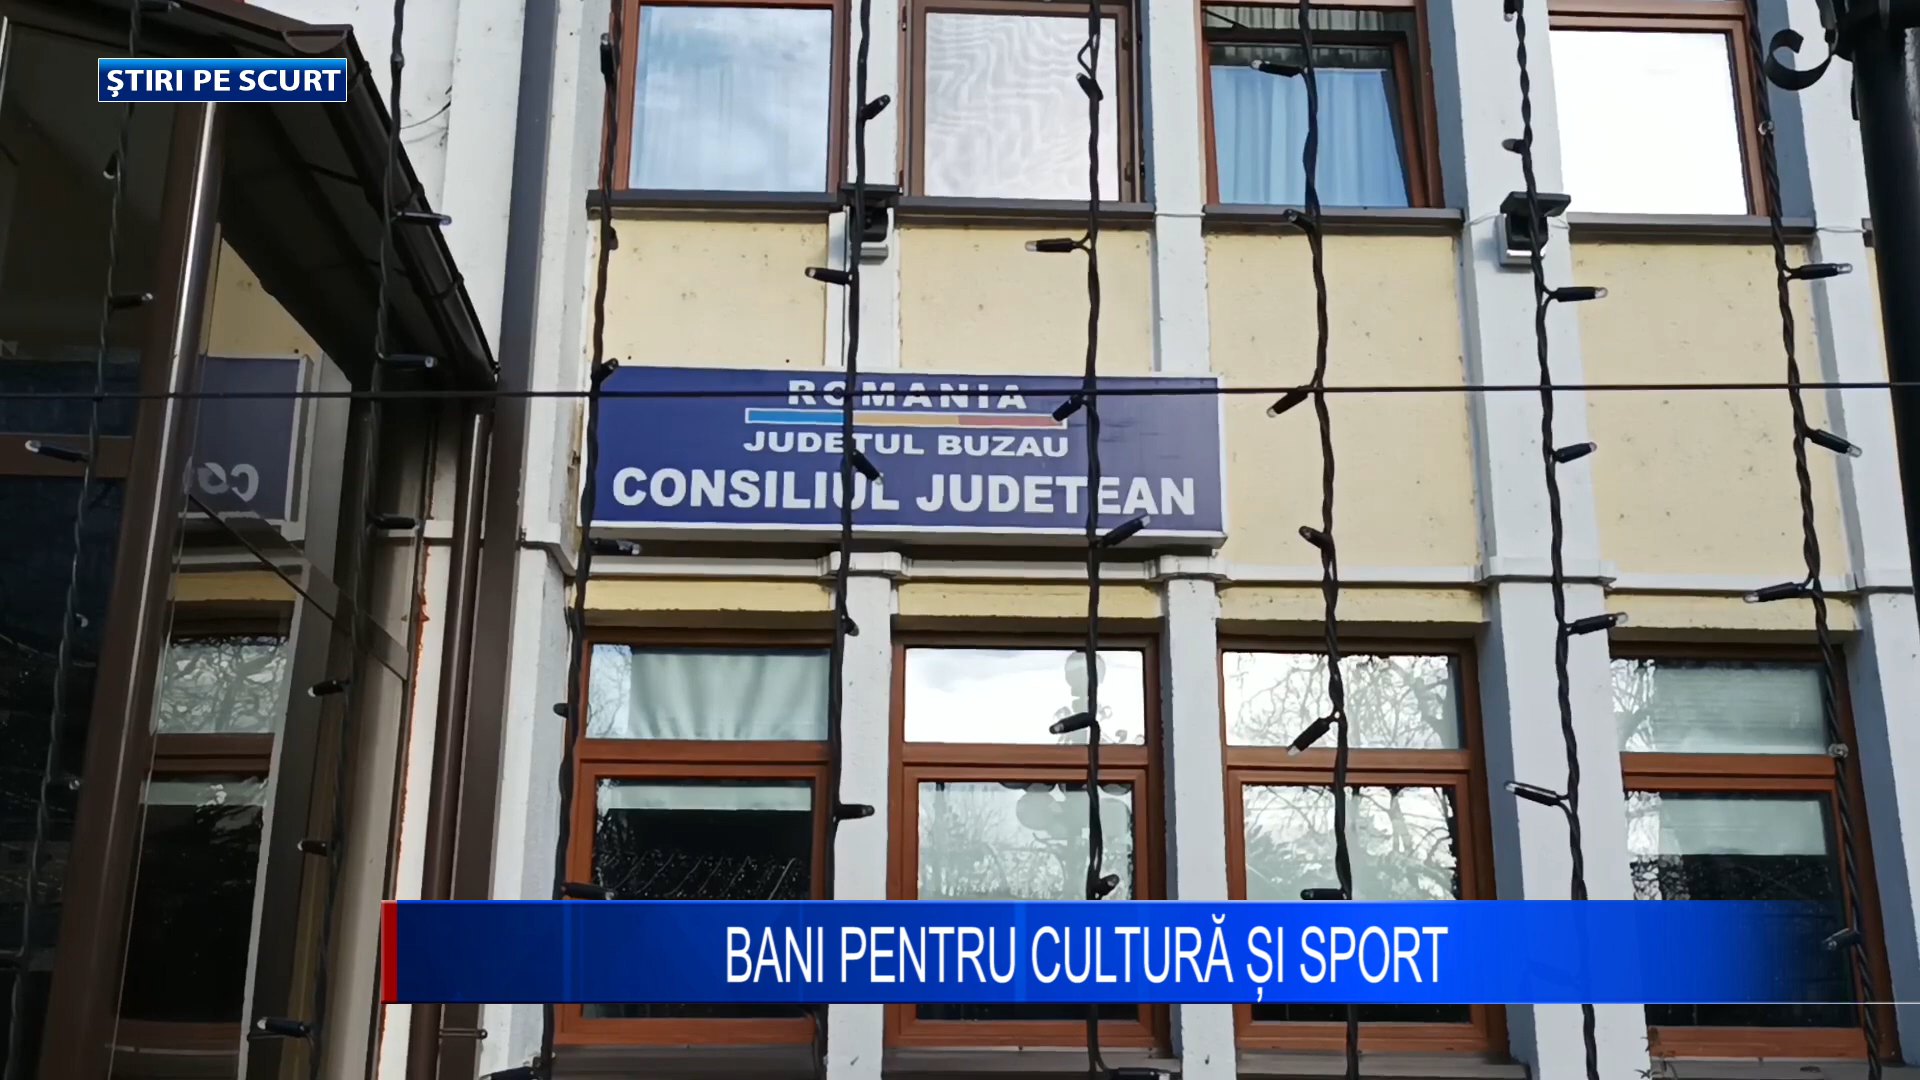 ŞTIRI PE SCURT
ROMANIA
JUDETUL BUZAU
CONSILIUL JUDETEAN
BANI PENTRU CULTURĂ ȘI SPORT